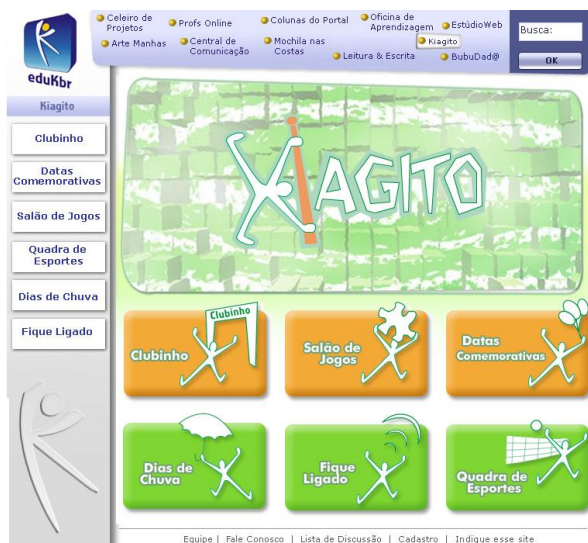 eduKbr
Celeiro de
Projetos
Profs Online
Colunas do Portal
Oficina de
Aprendizagem
EstúdioWeb
Arte Manhas
Central de
Comunicação
Mochila nas
Costas
Leitura & Escrita
Kiagito
BubuDad@
Busca:
OK
Kiagito
Clubinho
Datas
Comemorativas
Salão de Jogos
Quadra de
Esportes
Dias de Chuva
Fique Ligado
KIAGITO
Clubinho
Clubinho
Salão de
Jogos
Datas
Comemorativas
Dias de
Chuva
Fique
Ligado
Quadra de
Esportes
Equipe | Fale Conosco | Lista de Discussão | Cadastro | Indique esse site